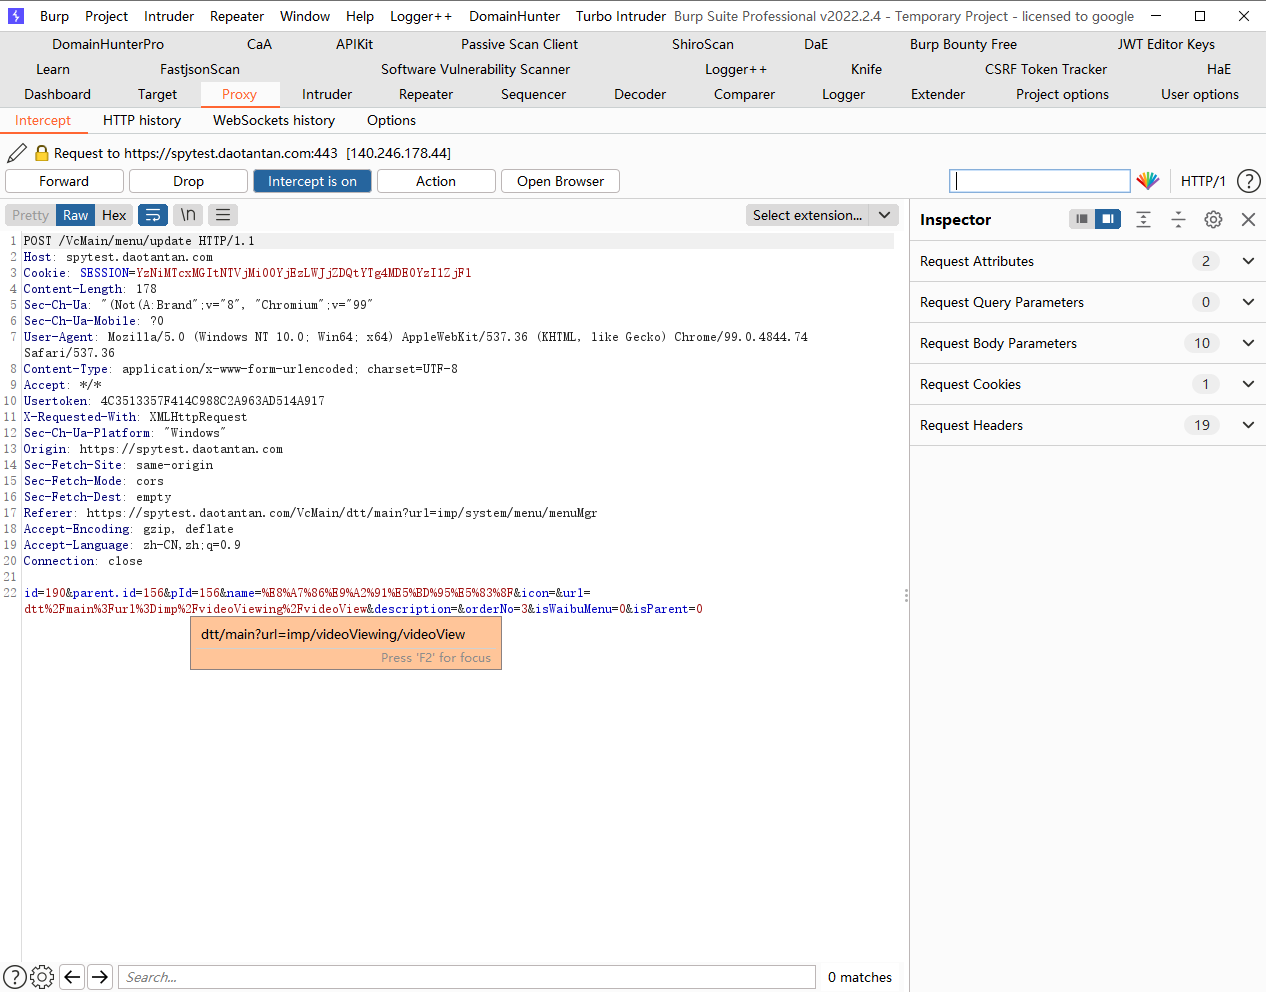 Burp Project Intruder Repeater Window Help Logger++ DomainHunter Turbo Intruder Burp Suite Professional v2022.2.4 - Temporary Project - licensed to google
DomainHunterPro CaA APIKit Passive Scan Client ShiroScan DaE Burp Bounty Free JWT Editor Keys
Learn FastjsonScan Software Vulnerability Scanner Logger++ Knife CSRF Token Tracker HaE
Dashboard Target Proxy Intruder Repeater Sequencer Decoder Comparer Logger Extender Project options User options
Intercept HTTP history WebSockets history Options
Request to https://spytest.daotantan.com:443 [140.246.178.44]
Forward Drop Intercept is on Action Open Browser HTTP/1 ?
Pretty Raw Hex \n Select extension...
1 POST /VcMain/menu/update HTTP/1.1
2 Host: spytest.daotantan.com
3 Cookie: SESSION=YzNiMTcxMGItNTVjMi00YjEzLWJjZDQtYTg4MDE0YzI1ZjF1
4 Content-Length: 178
5 Sec-Ch-Ua: "(Not(A:Brand";v="8", "Chromium";v="99"
6 Sec-Ch-Ua-Mobile: ?0
7 User-Agent: Mozilla/5.0 (Windows NT 10.0; Win64; x64) AppleWebKit/537.36 (KHTML, like Gecko) Chrome/99.0.4844.74
Safari/537.36
8 Content-Type: application/x-www-form-urlencoded; charset=UTF-8
9 Accept: */*
10 Usertoken: 4C3513357F414C988C2A963AD514A917
11 X-Requested-With: XMLHttpRequest
12 Sec-Ch-Ua-Platform: "Windows"
13 Origin: https://spytest.daotantan.com
14 Sec-Fetch-Site: same-origin
15 Sec-Fetch-Mode: cors
16 Sec-Fetch-Dest: empty
17 Referer: https://spytest.daotantan.com/VcMain/dtt/main?url=imp/system/menu/menuMgr
18 Accept-Encoding: gzip, deflate
19 Accept-Language: zh-CN,zh;q=0.9
20 Connection: close
21
22 id=190&parent.id=156&pId=156&name=%E8%A7%86%E9%A2%91%E5%BD%95%E5%83%8F&icon=&url=
dtt%2Fmain%3Furl%3Dimp%2FvideoViewing%2FvideoView&description=&orderNo=3&isWaibuMenu=0&isParent=0
dtt/main?url=imp/videoViewing/videoView
Press 'F2' for focus
Inspector
Request Attributes 2
Request Query Parameters 0
Request Body Parameters 10
Request Cookies 1
Request Headers 19
? Search... 0 matches